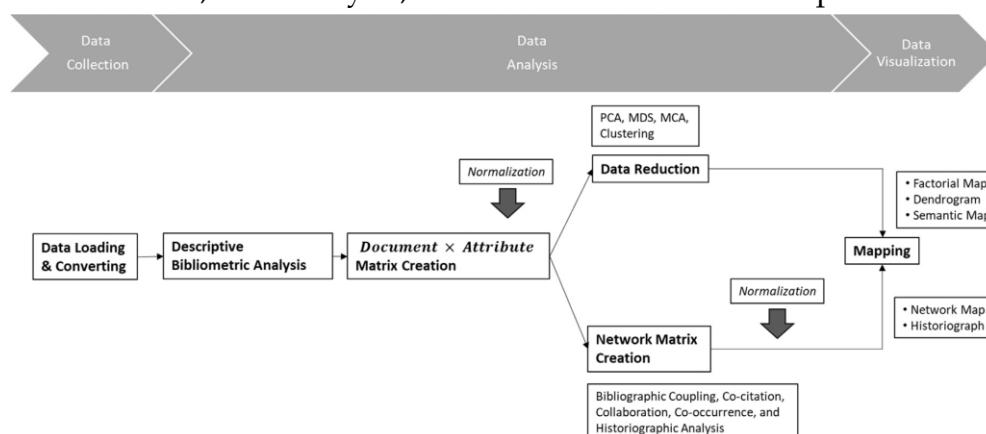 Data
Collection
Data
Analysis
Data
Visualization
PCA, MDS, MCA,
Clustering
Normalization
Data Reduction
• Factorial Map
• Dendrogram
• Semantic Map
Data Loading
& Converting
Descriptive
Bibliometric Analysis
Document × Attribute
Matrix Creation
Mapping
Normalization
• Network Map
• Historiograph
Network Matrix
Creation
Bibliographic Coupling, Co-citation,
Collaboration, Co-occurrence, and
Historiographic Analysis